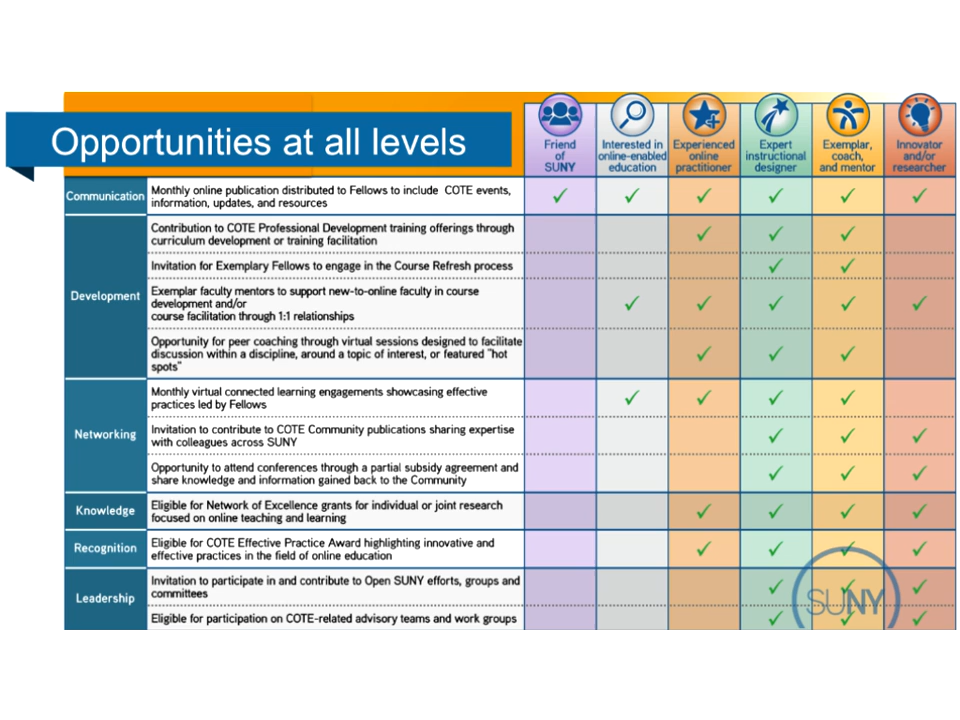 Opportunities at all levels
Friend
of
SUNY
Interested in
online-enabled
education
Experienced
online
practitioner
Expert
instructional
designer
Exemplar,
coach,
and mentor
Innovator
and/or
researcher
Communication
Monthly online publication distributed to Fellows to include COTE events,
information, updates, and resources
✓ ✓ ✓ ✓ ✓ ✓
Development
Contribution to COTE Professional Development training offerings through
curriculum development or training facilitation
✓ ✓ ✓
Invitation for Exemplary Fellows to engage in the Course Refresh process
✓ ✓
Exemplar faculty mentors to support new-to-online faculty in course
development and/or
course facilitation through 1:1 relationships
✓ ✓ ✓ ✓ ✓
Opportunity for peer coaching through virtual sessions designed to facilitate
discussion within a discipline, around a topic of interest, or featured "hot
spots"
✓ ✓ ✓
Networking
Monthly virtual connected learning engagements showcasing effective
practices led by Fellows
✓ ✓ ✓ ✓
Invitation to contribute to COTE Community publications sharing expertise
with colleagues across SUNY
✓ ✓ ✓
Opportunity to attend conferences through a partial subsidy agreement and
share knowledge and information gained back to the Community
✓ ✓ ✓
Knowledge
Eligible for Network of Excellence grants for individual or joint research
focused on online teaching and learning
✓ ✓ ✓ ✓
Recognition
Eligible for COTE Effective Practice Award highlighting innovative and
effective practices in the field of online education
✓ ✓ ✓ ✓
Leadership
Invitation to participate in and contribute to Open SUNY efforts, groups and
committees
✓ ✓ ✓
Eligible for participation on COTE-related advisory teams and work groups
✓ ✓ ✓
SUNY